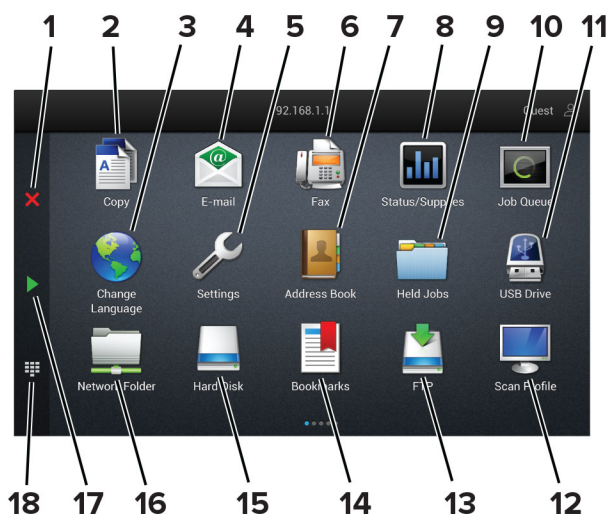 1 2 3 4 5 6 7 8 9 10 11
92.168.1.1 Guest
Copy E-mail Fax Status/Supplies Job Queue
Change Language Settings Address Book Held Jobs USB Drive
Network Folder Hard Disk Bookmarks FTP Scan Profile
18 17 16 15 14 13 12